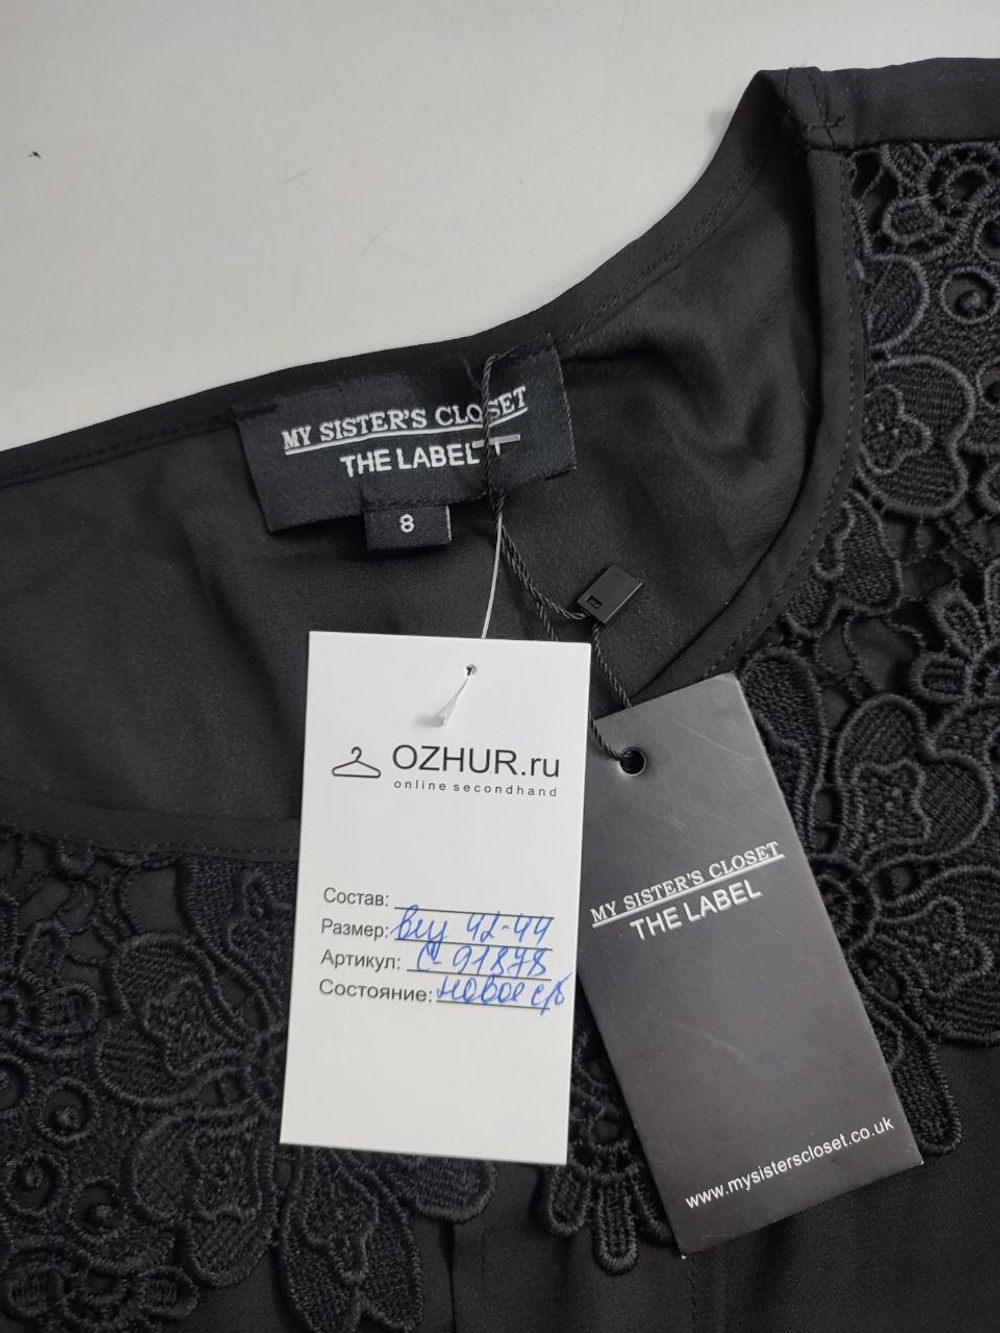 MY SISTER'S CLOSET
THE LABEL
8
OZHUR.ru
online secondhand
Состав:
Размер: 42-44
Артикул: С-91878
Состояние: новое с/б
MY SISTER'S CLOSET
THE LABEL
www.mysisterscloset.co.uk